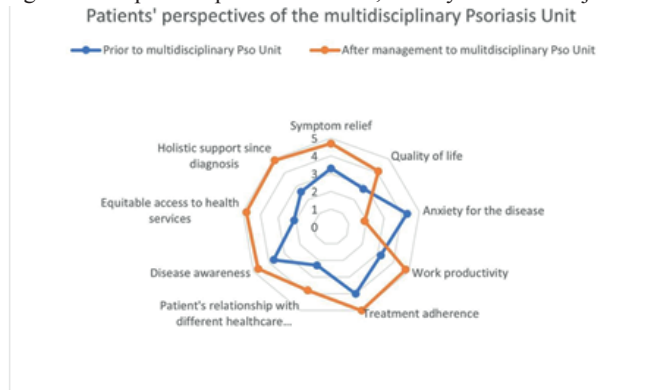 Patients' perspectives of the multidisciplinary Psoriasis Unit
Prior to multidisciplinary Pso Unit
After management to mulitdisciplinary Pso Unit
Symptom relief
5
4
3
2
1
0
Quality of life
Anxiety for the disease
Work productivity
Treatment adherence
Patient's relationship with
different healthcare...
Disease awareness
Equitable access to health
services
Holistic support since
diagnosis